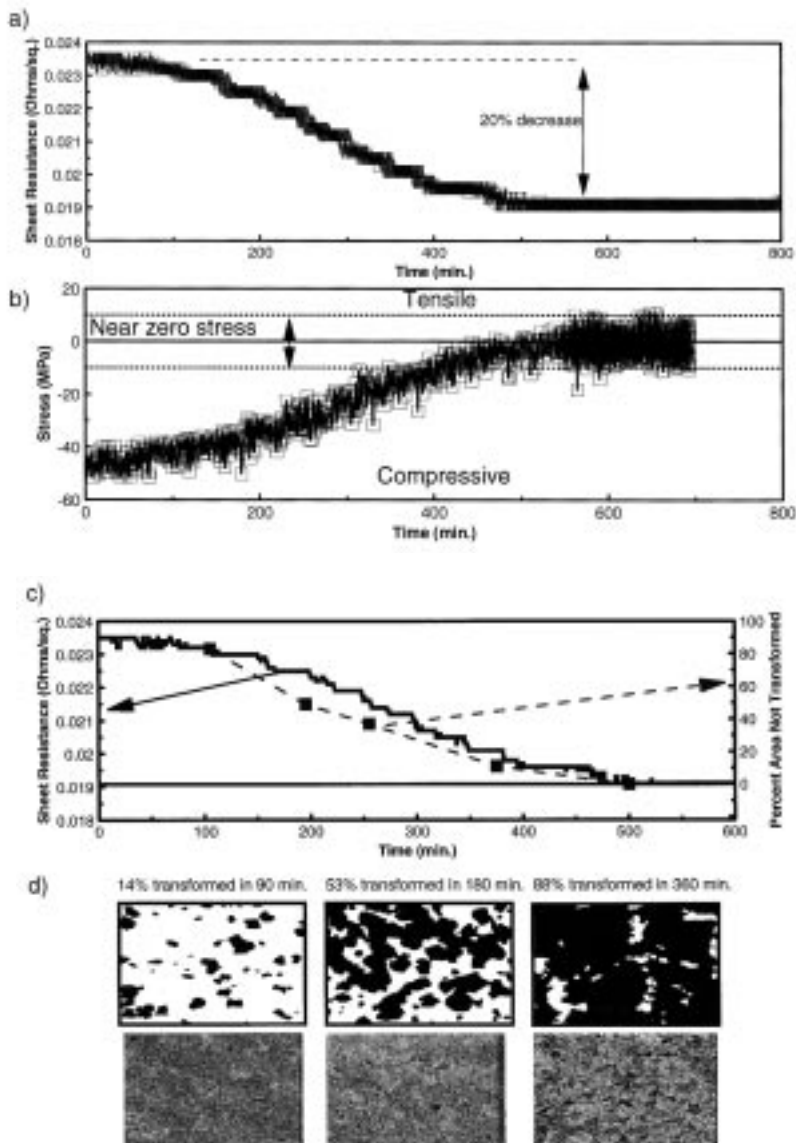 a)
0.024
0.023
0.022
0.021
0.02
0.019
0.018
Sheet Resistance (Ohms/sq.)
20% decrease
0 200 400 600 800
Time (min.)
b)
20
0
-20
-40
-60
Stress (MPa)
Tensile
Near zero stress
Compressive
0 200 400 600 800
Time (min.)
c)
0.024
0.023
0.022
0.021
0.02
0.019
0.018
Sheet Resistance (Ohms/sq.)
100
80
60
40
20
0
Percent Area Not Transformed
0 100 200 300 400 500 600
Time (min.)
d)
14% transformed in 90 min. 53% transformed in 180 min. 88% transformed in 360 min.